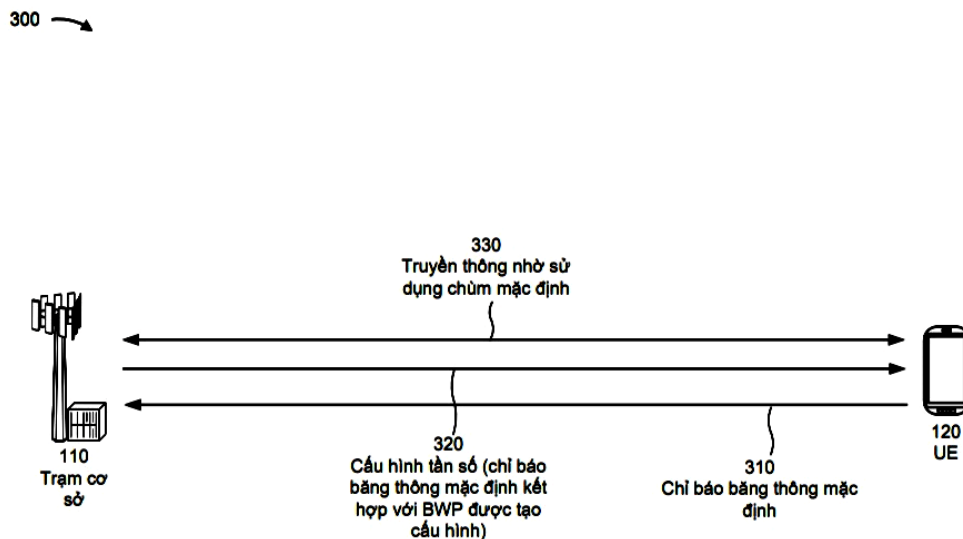 300
330
Truyền thông nhờ sử
dụng chùm mặc định
110
Trạm cơ
sở
320
Cấu hình tần số (chỉ báo
băng thông mặc định kết
hợp với BWP được tạo
cấu hình)
310
Chỉ báo băng thông mặc
định
120
UE